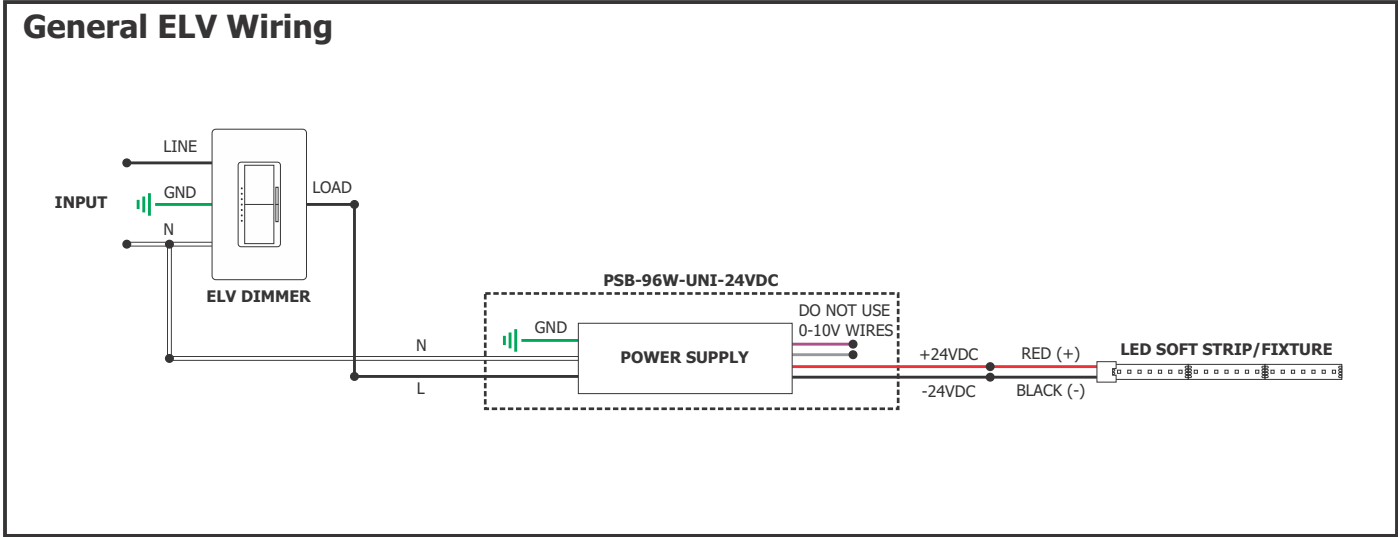 General ELV Wiring
LINE
INPUT
GND
N
LOAD
ELV DIMMER
PSB-96W-UNI-24VDC
DO NOT USE
0-10V WIRES
GND
POWER SUPPLY
N
L
+24VDC
RED (+)
-24VDC
BLACK (-)
LED SOFT STRIP/FIXTURE